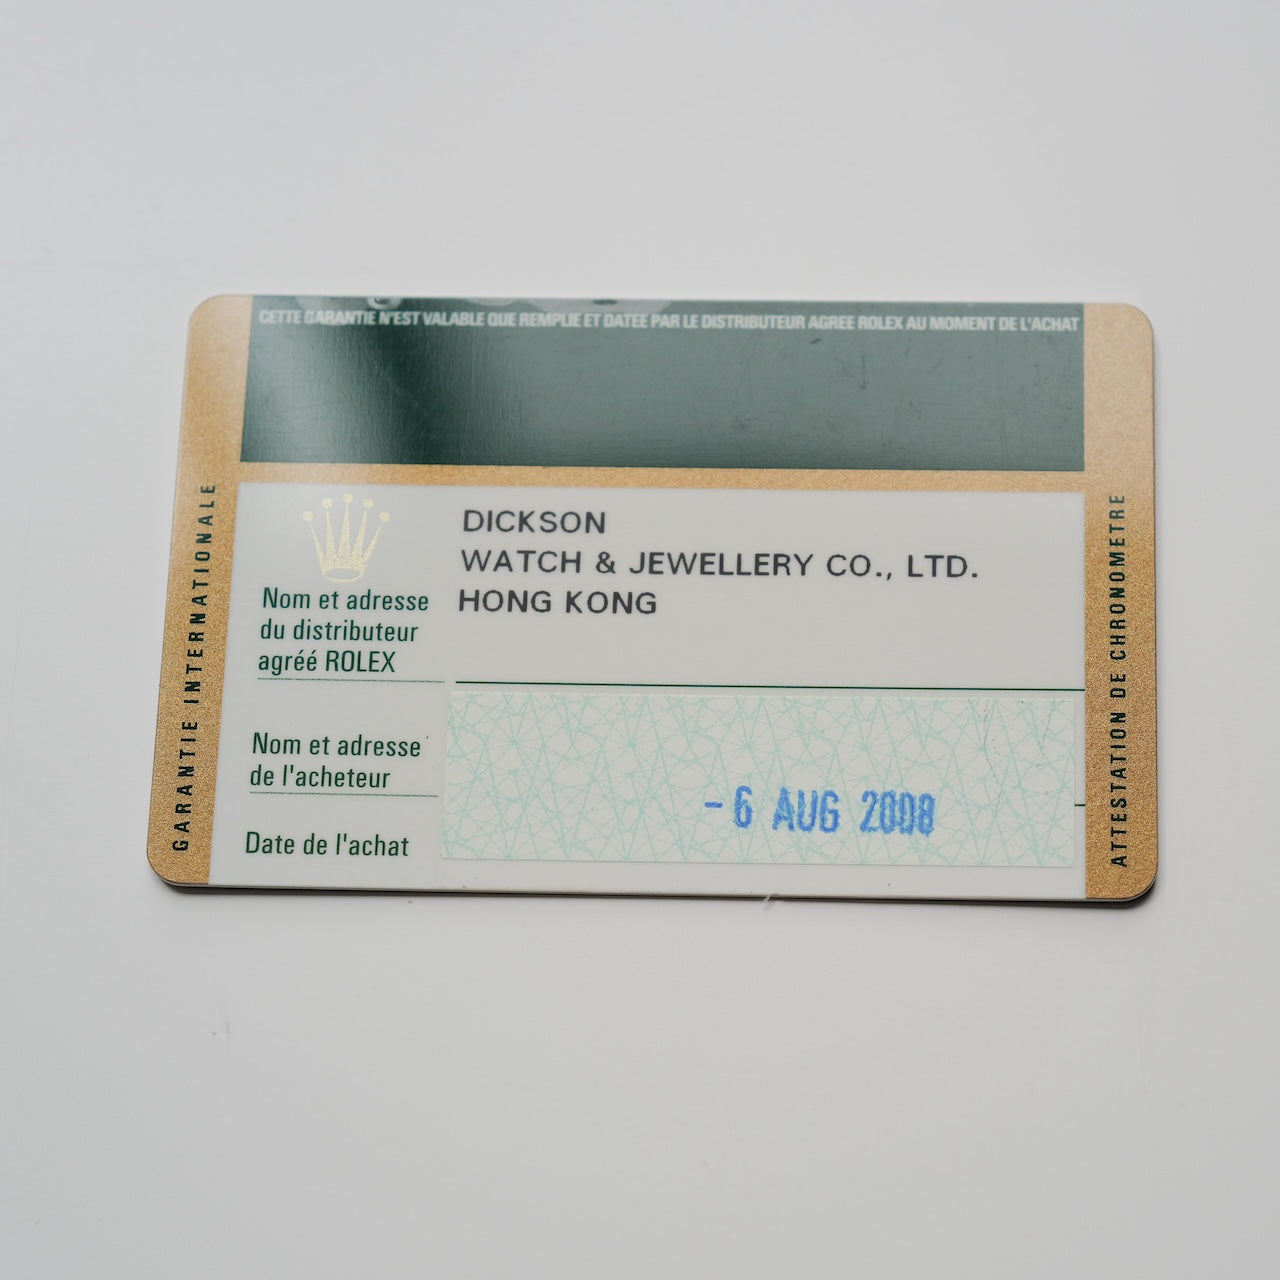 CETTE GARANTIE N'EST VALABLE QUE REMPLIE ET DATEE PAR LE DISTRIBUTEUR AGREE ROLEX AU MOMENT DE L'ACHAT
GARANTIE INTERNATIONALE
DICKSON
WATCH & JEWELLERY CO., LTD.
HONG KONG
Nom et adresse
du distributeur
agréé ROLEX
Nom et adresse
de l'acheteur
Date de l'achat
- 6 AUG 2008
ATTESTATION DE CHRONOMETRE